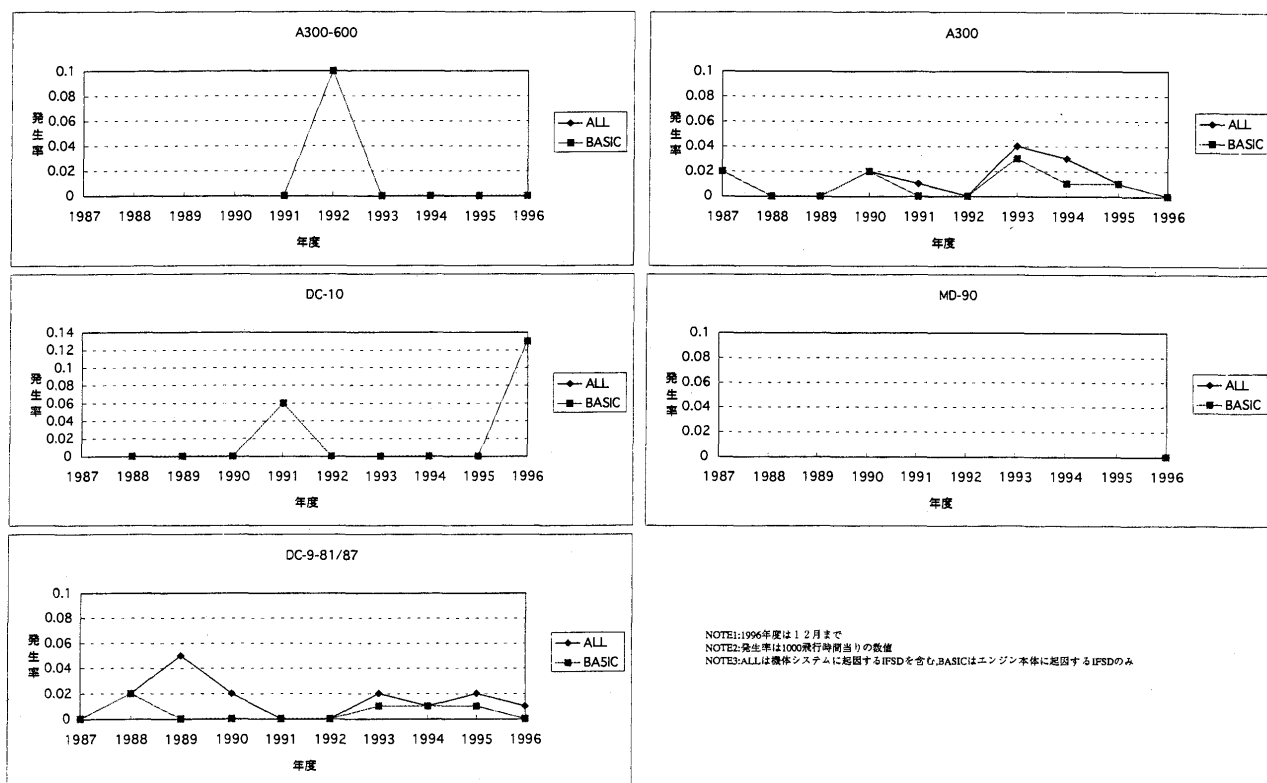 A300-600
0.1
0.08
0.06
0.04
0.02
0
発生率
1987 1988 1989 1990 1991 1992 1993 1994 1995 1996
年度
ALL
BASIC
A300
0.1
0.08
0.06
0.04
0.02
0
発生率
1987 1988 1989 1990 1991 1992 1993 1994 1995 1996
年度
ALL
BASIC
DC-10
0.14
0.12
0.10
0.08
0.06
0.04
0.02
0
発生率
1987 1988 1989 1990 1991 1992 1993 1994 1995 1996
年度
ALL
BASIC
MD-90
0.1
0.08
0.06
0.04
0.02
0
発生率
1987 1988 1989 1990 1991 1992 1993 1994 1995 1996
年度
ALL
BASIC
DC-9-81/87
0.1
0.08
0.06
0.04
0.02
0
発生率
1987 1988 1989 1990 1991 1992 1993 1994 1995 1996
年度
ALL
BASIC
NOTE1:1996年度は12月まで
NOTE2:発生率は1000飛行時間当りの数値
NOTE3:ALLは機体システムに起因するIFSDを含む,BASICはエンジン本体に起因するIFSDのみ